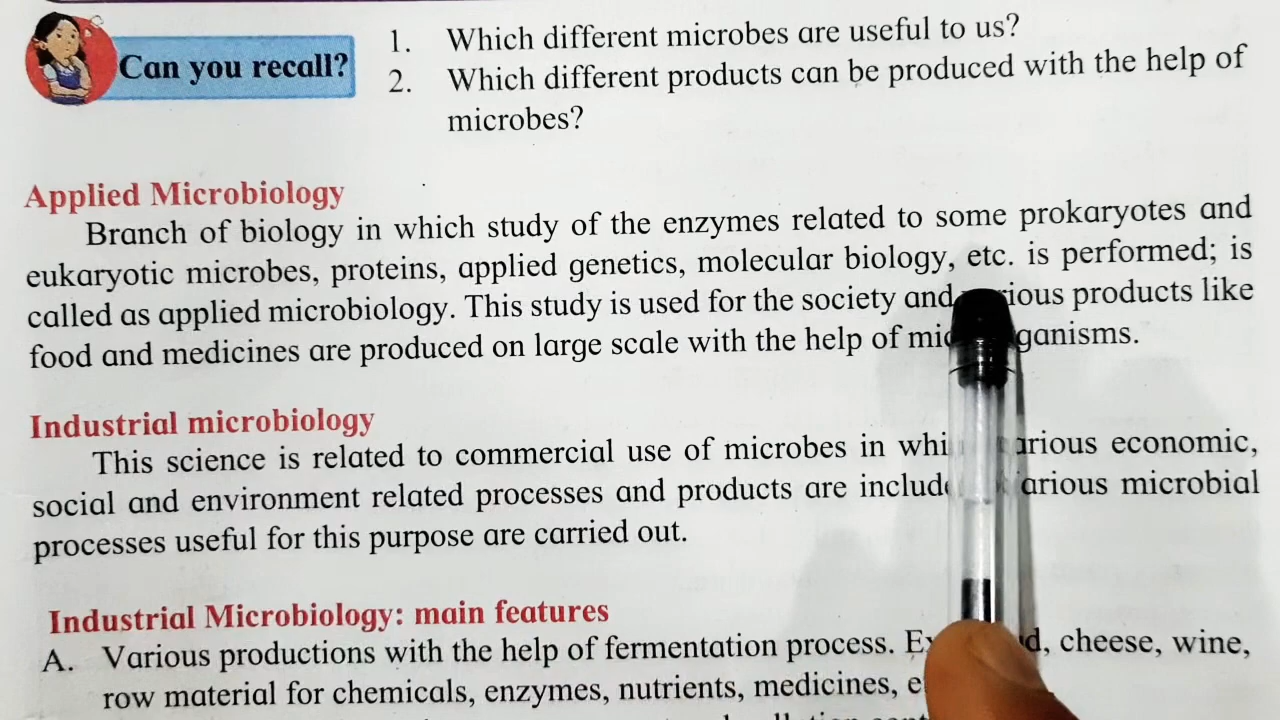 Can you recall?
1. Which different microbes are useful to us?
2. Which different products can be produced with the help of
microbes?
Applied Microbiology
Branch of biology in which study of the enzymes related to some prokaryotes and
eukaryotic microbes, proteins, applied genetics, molecular biology, etc. is performed; is
called as applied microbiology. This study is used for the society and products like
food and medicines are produced on large scale with the help of
Industrial microbiology
This science is related to commercial use of microbes in economic,
social and environment related processes and products are microbial
processes useful for this purpose are carried out.
Industrial Microbiology: main features
A. Various productions with the help of fermentation process. cheese, wine,
row material for chemicals, enzymes, nutrients, medicines,